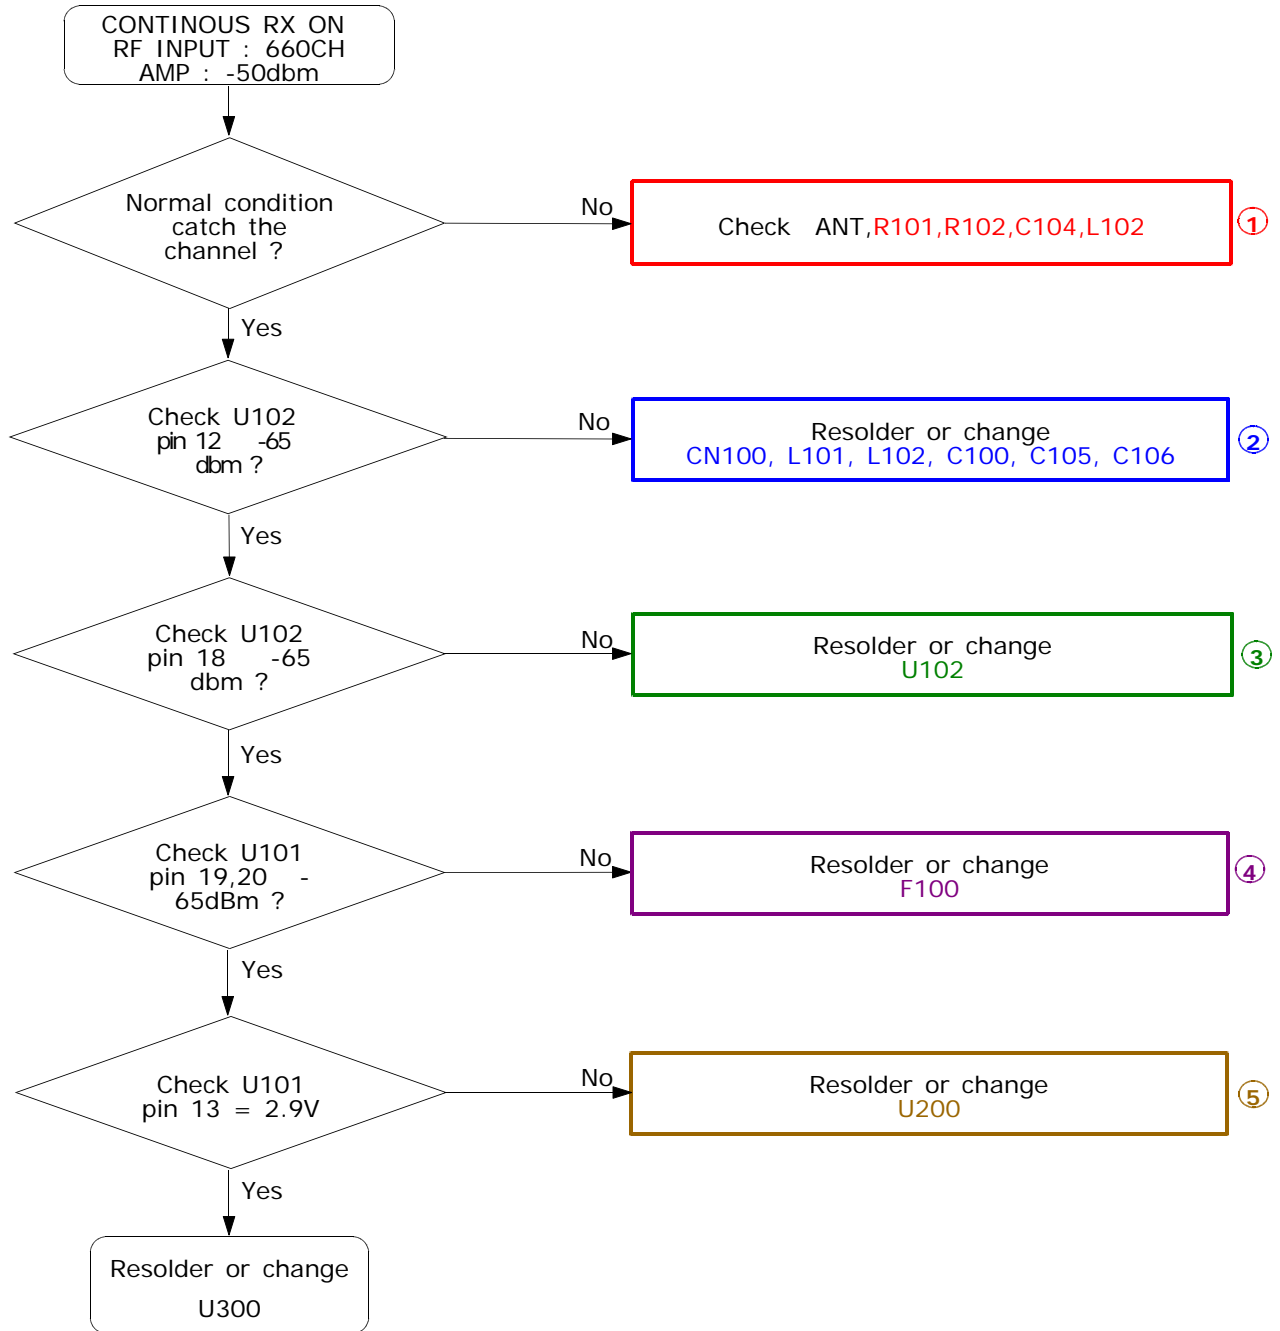 CONTINOUS RX ON
RF INPUT : 660CH
AMP : -50dbm
Normal condition
catch the
channel ?
No
Check ANT,R101,R102,C104,L102
1
Yes
Check U102
pin 12 -65
dbm ?
No
Resolder or change
CN100, L101, L102, C100, C105, C106
2
Yes
Check U102
pin 18 -65
dbm ?
No
Resolder or change
U102
3
Yes
Check U101
pin 19,20 -
65dBm ?
No
Resolder or change
F100
4
Yes
Check U101
pin 13 = 2.9V
No
Resolder or change
U200
5
Yes
Resolder or change
U300